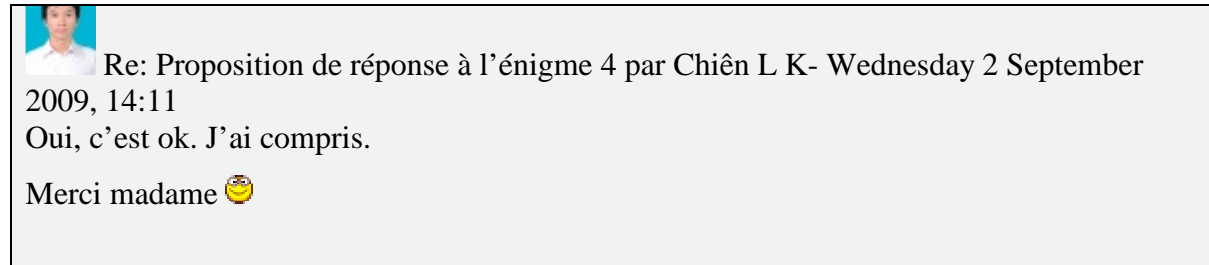 Re: Proposition de réponse à l’énigme 4 par Chiên L K- Wednesday 2 September
2009, 14:11
Oui, c’est ok. J’ai compris.
Merci madame